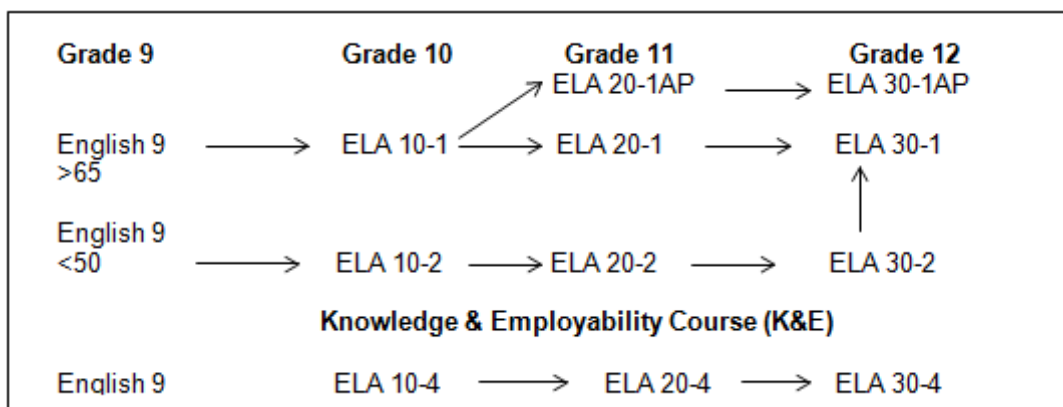 Grade 9 Grade 10 Grade 11 Grade 12
ELA 20-1AP ELA 30-1AP
English 9 ELA 10-1 ELA 20-1 ELA 30-1
>65
English 9
<50 ELA 10-2 ELA 20-2 ELA 30-2
Knowledge & Employability Course (K&E)
English 9 ELA 10-4 ELA 20-4 ELA 30-4